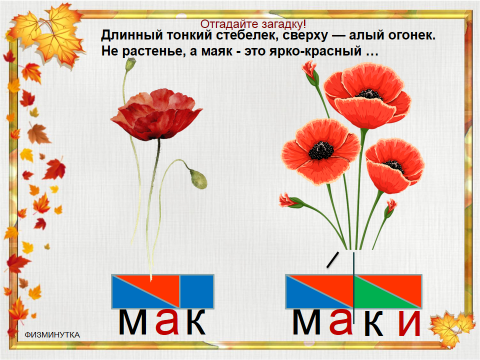 Отгадайте загадку!
Длинный тонкий стебелек, сверху — алый огонек.
Не растенье, а маяк - это ярко-красный …
мак
маки
ФИЗМИНУТКА